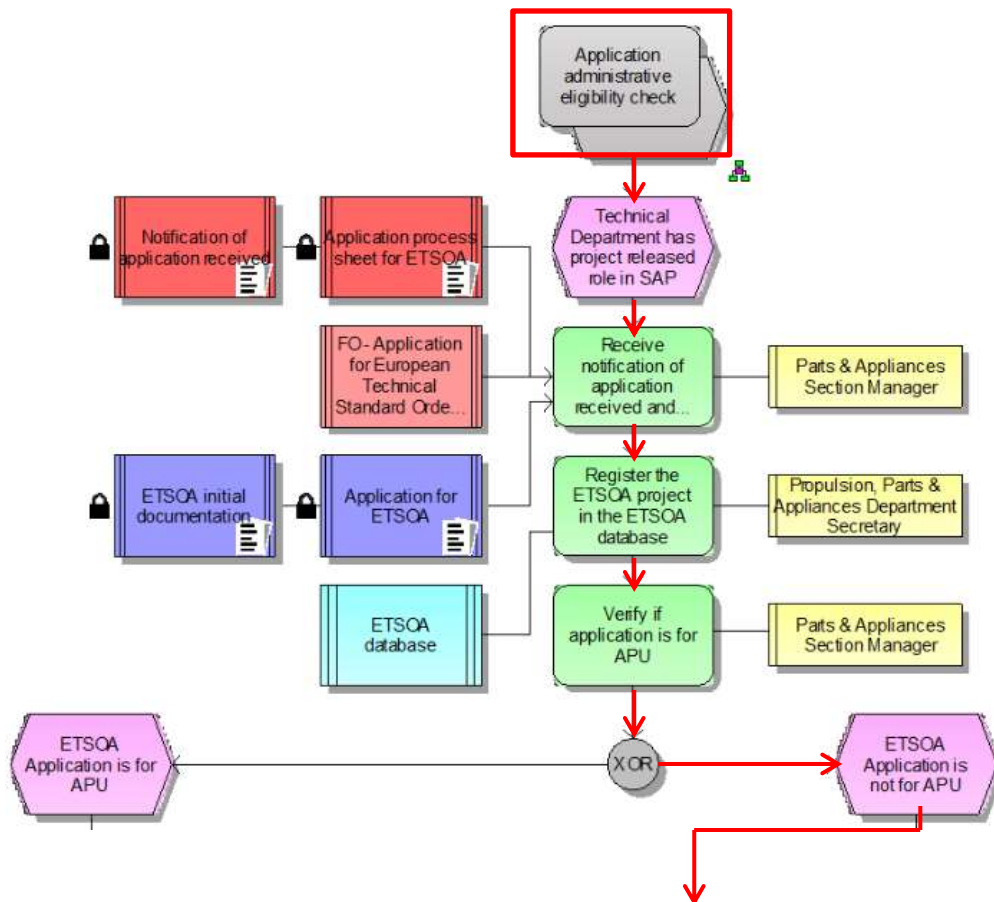 Application
administrative
eligibility check
Technical
Department has
project released
role in SAP
Notification of
application received
Application process
sheet for ETSOA
FO- Application
for European
Technical
Standard Orde...
Receive
notification of
application
received and...
Parts & Appliances
Section Manager
ETSOA initial
documentation
Application for
ETSOA
Register the
ETSOA project
in the ETSOA
database
Propulsion, Parts &
Appliances Department
Secretary
ETSOA
database
Verify if
application is for
APU
Parts & Appliances
Section Manager
ETSOA
Application is for
APU
XOR
ETSOA
Application is
not for APU